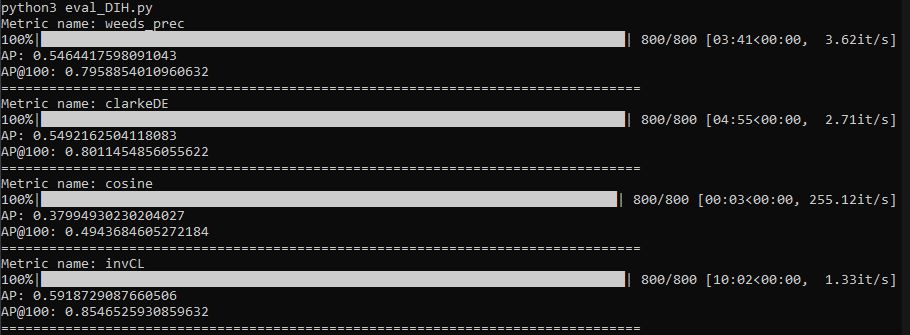 python3 eval_DIH.py
Metric name: weeds_prec
100%|██████████| 800/800 [03:41<00:00,  3.62it/s]
AP: 0.5464417598091043
AP@100: 0.7958854010960632
================================================================================
Metric name: clarkeDE
100%|██████████| 800/800 [04:55<00:00,  2.71it/s]
AP: 0.5492162504118083
AP@100: 0.8011454856055622
================================================================================
Metric name: cosine
100%|██████████| 800/800 [00:03<00:00, 255.12it/s]
AP: 0.37994930230204027
AP@100: 0.4943684605272184
================================================================================
Metric name: invCL
100%|██████████| 800/800 [10:02<00:00,  1.33it/s]
AP: 0.5918729087660506
AP@100: 0.8546525930859632
================================================================================